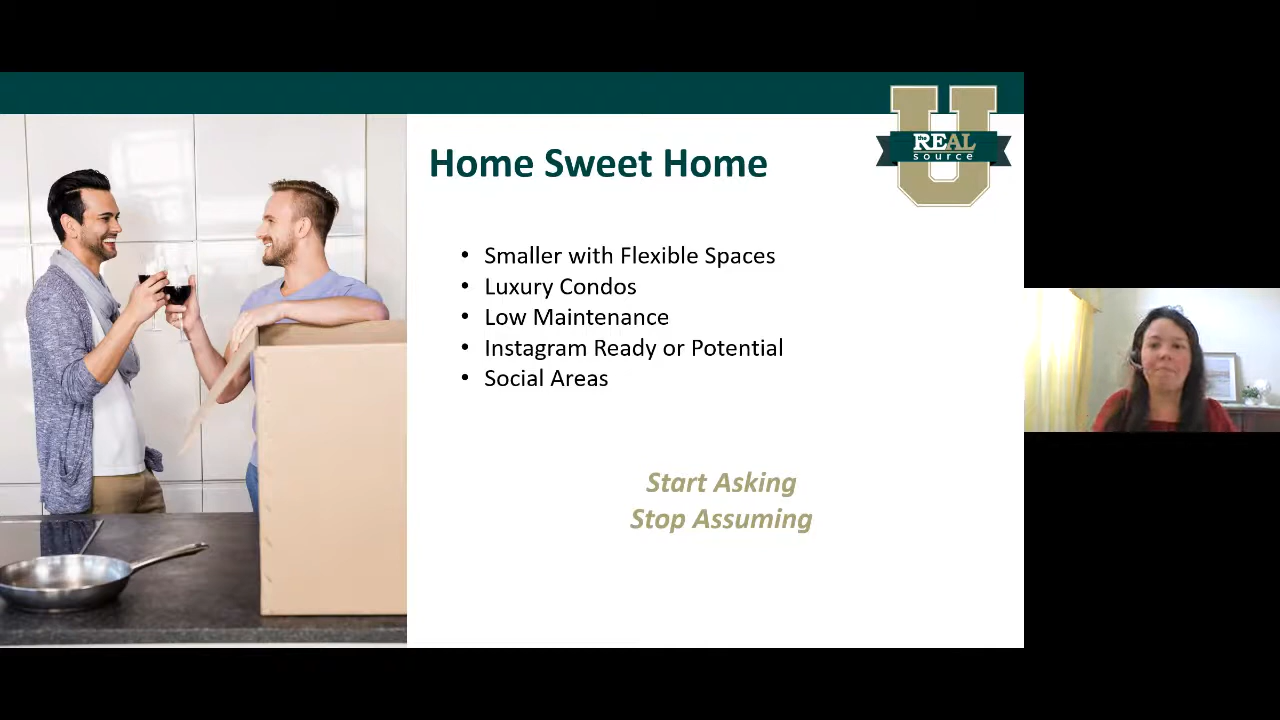 Home Sweet Home
the REAL
source
• Smaller with Flexible Spaces
• Luxury Condos
• Low Maintenance
• Instagram Ready or Potential
• Social Areas
Start Asking
Stop Assuming